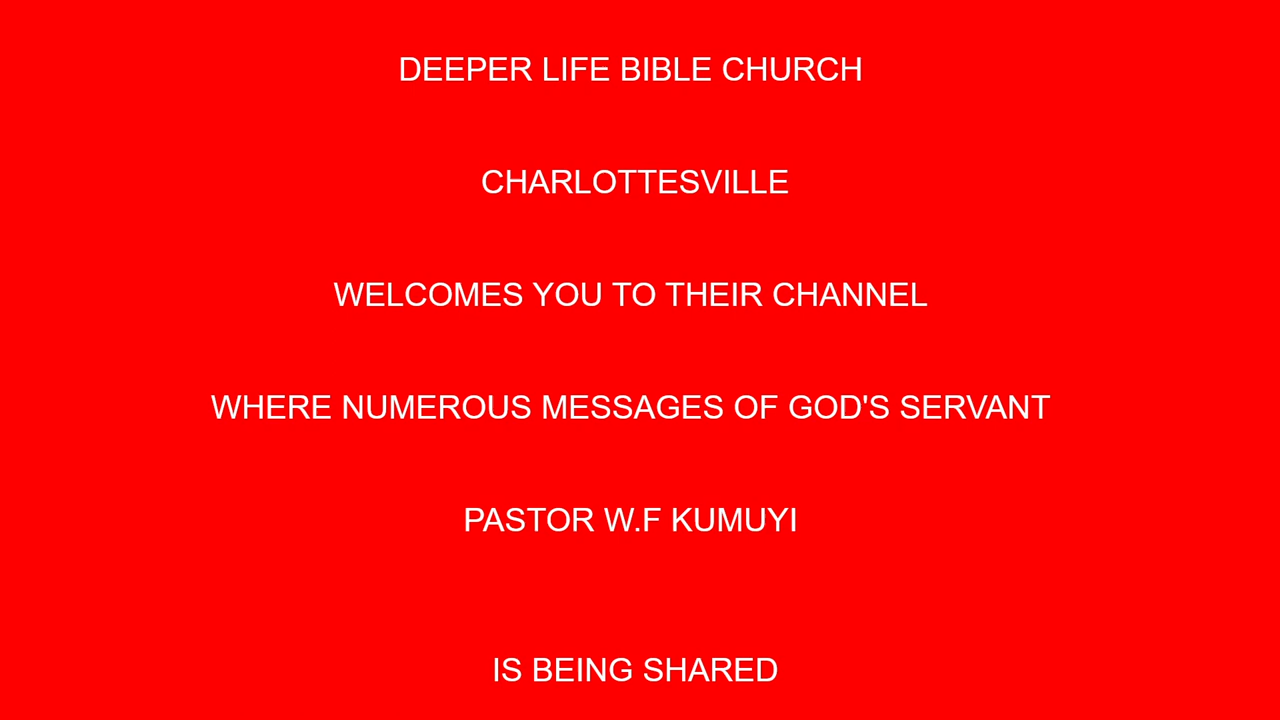 DEEPER LIFE BIBLE CHURCH
CHARLOTTESVILLE
WELCOMES YOU TO THEIR CHANNEL
WHERE NUMEROUS MESSAGES OF GOD'S SERVANT
PASTOR W.F KUMUYI
IS BEING SHARED